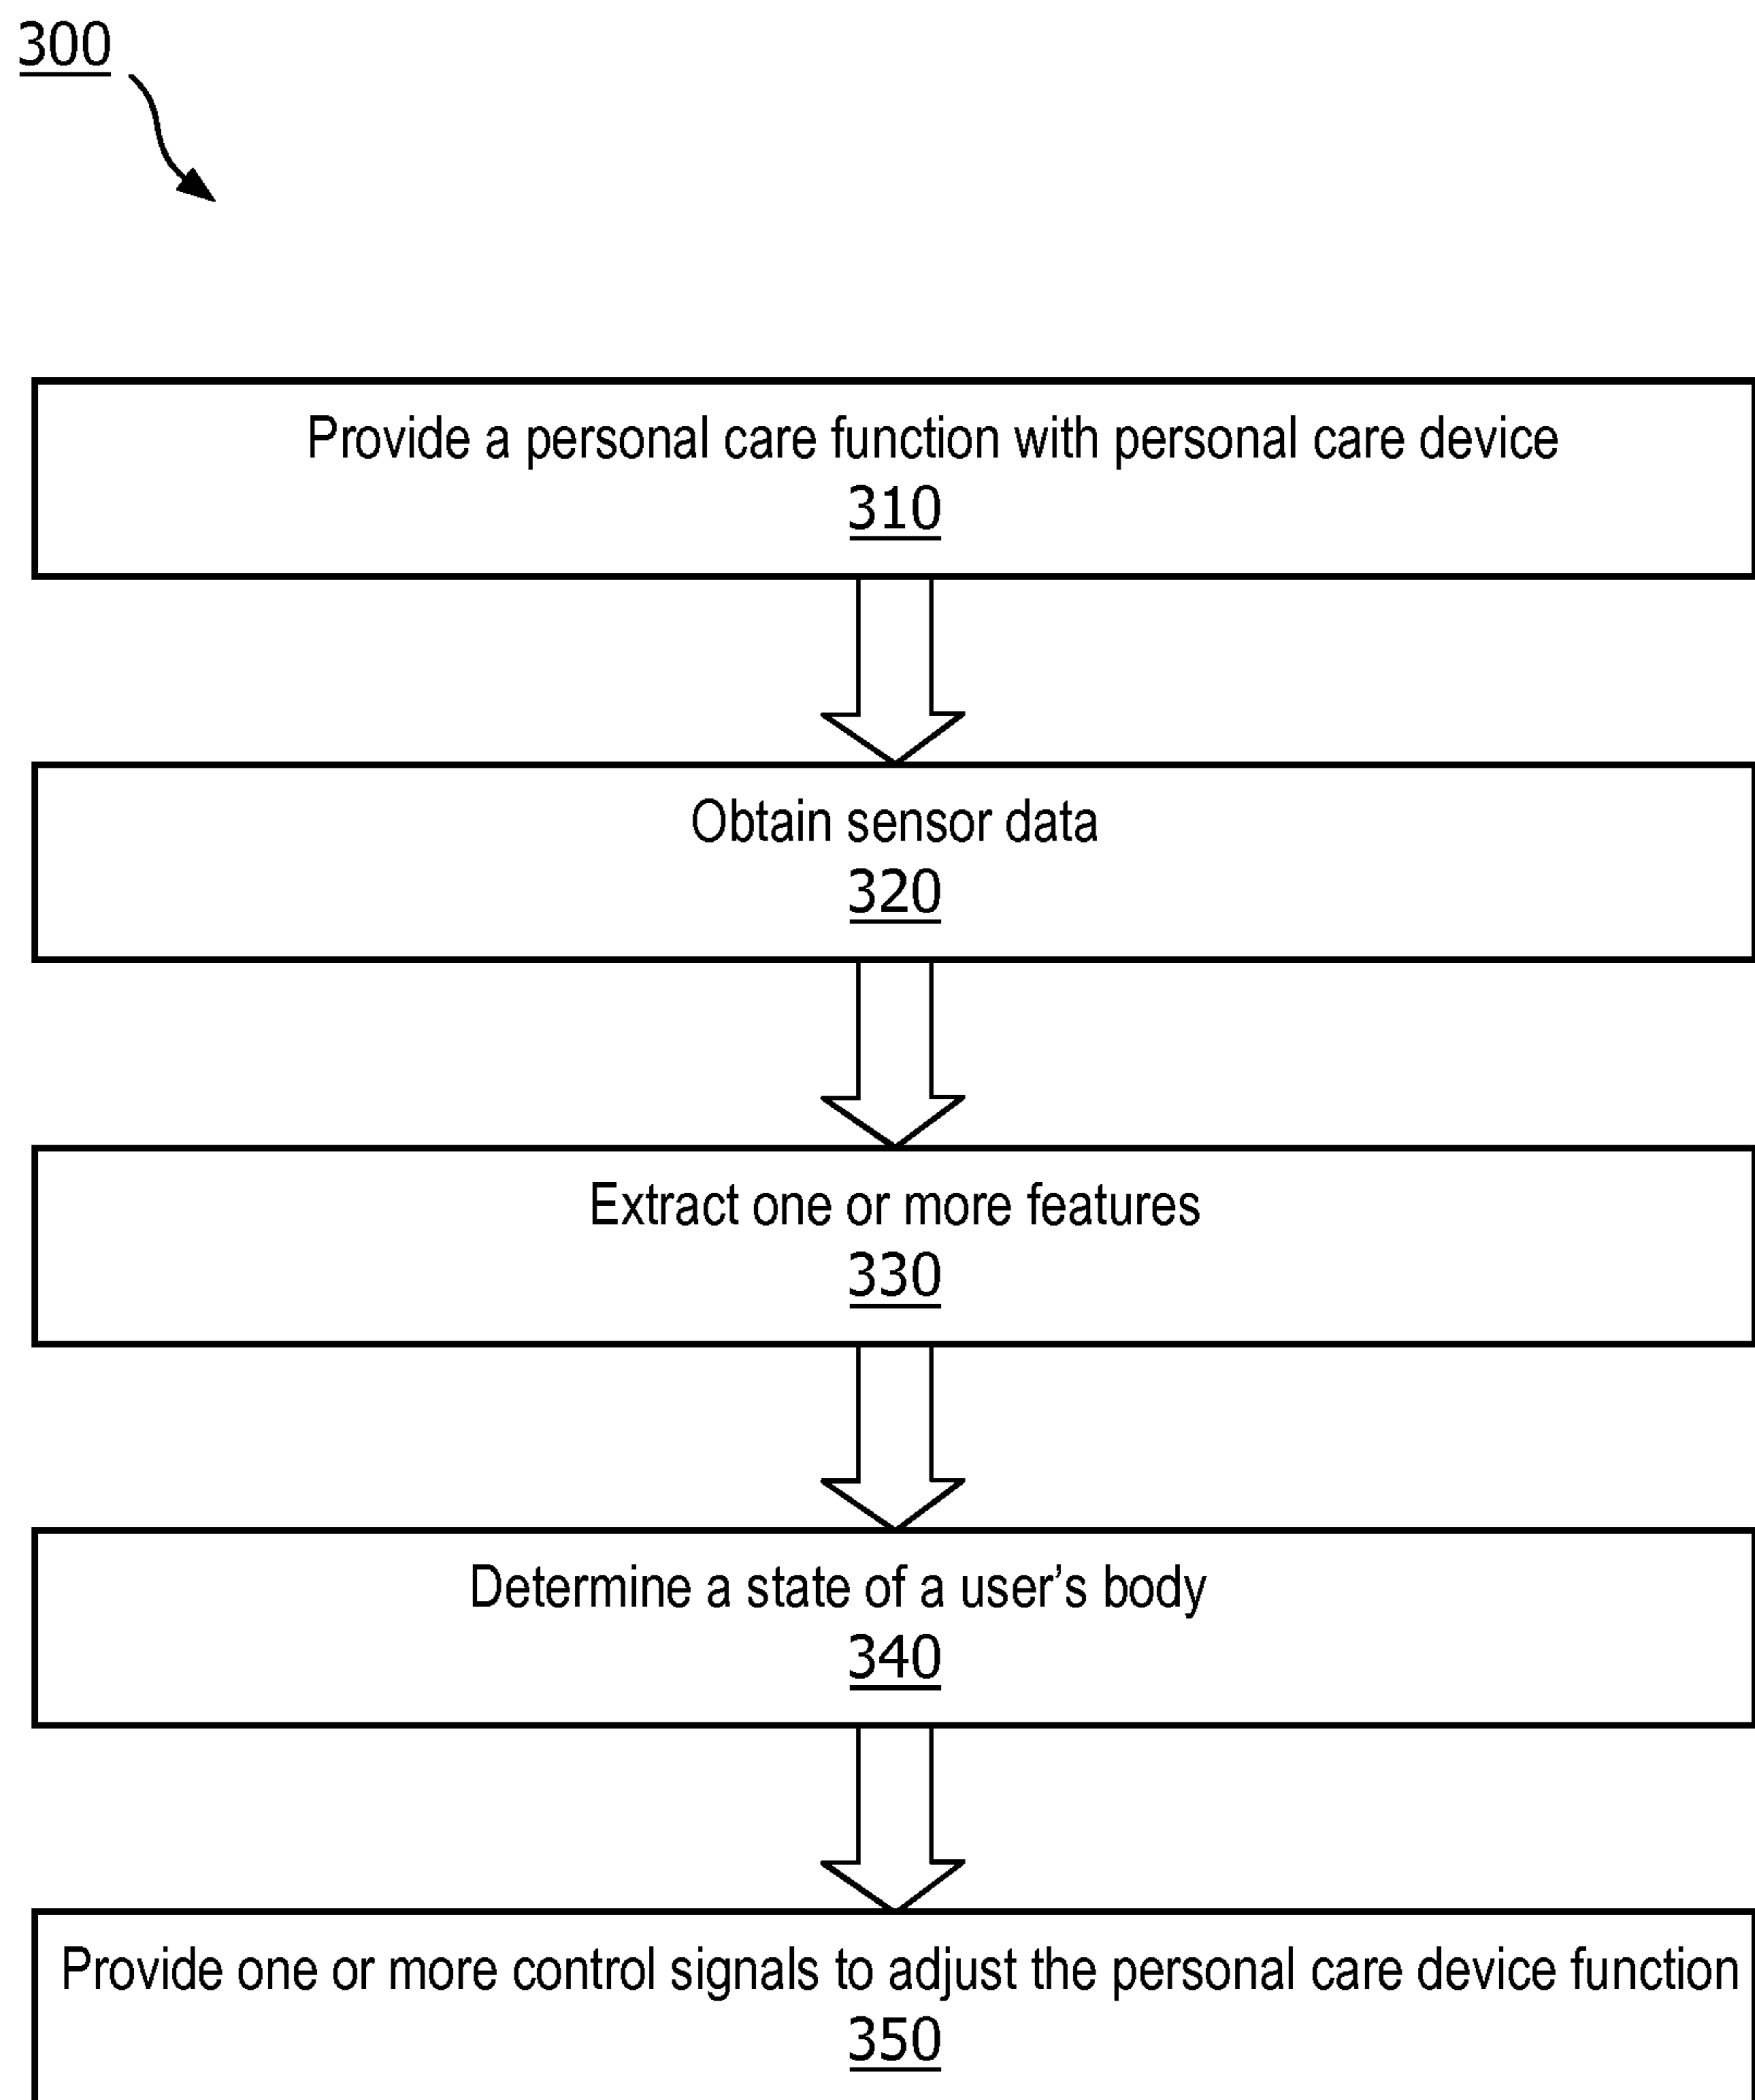 300
Provide a personal care function with personal care device
310
Obtain sensor data
320
Extract one or more features
330
Determine a state of a user’s body
340
Provide one or more control signals to adjust the personal care device function
350